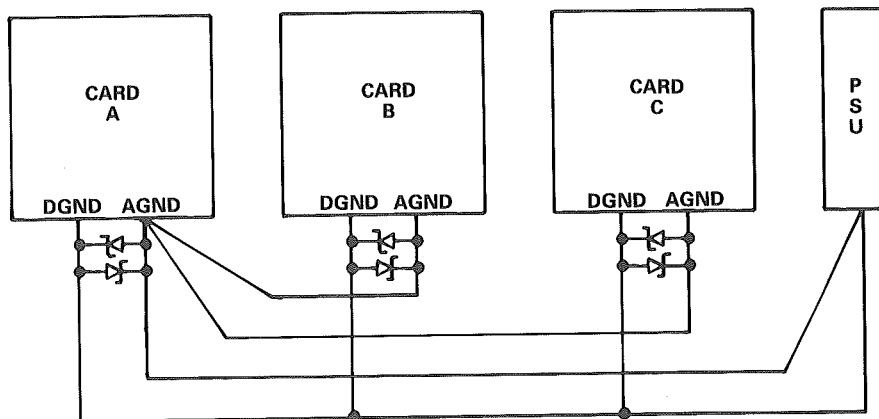 CARD
A
CARD
B
CARD
C
P
S
U
DGND AGND
DGND AGND
DGND AGND